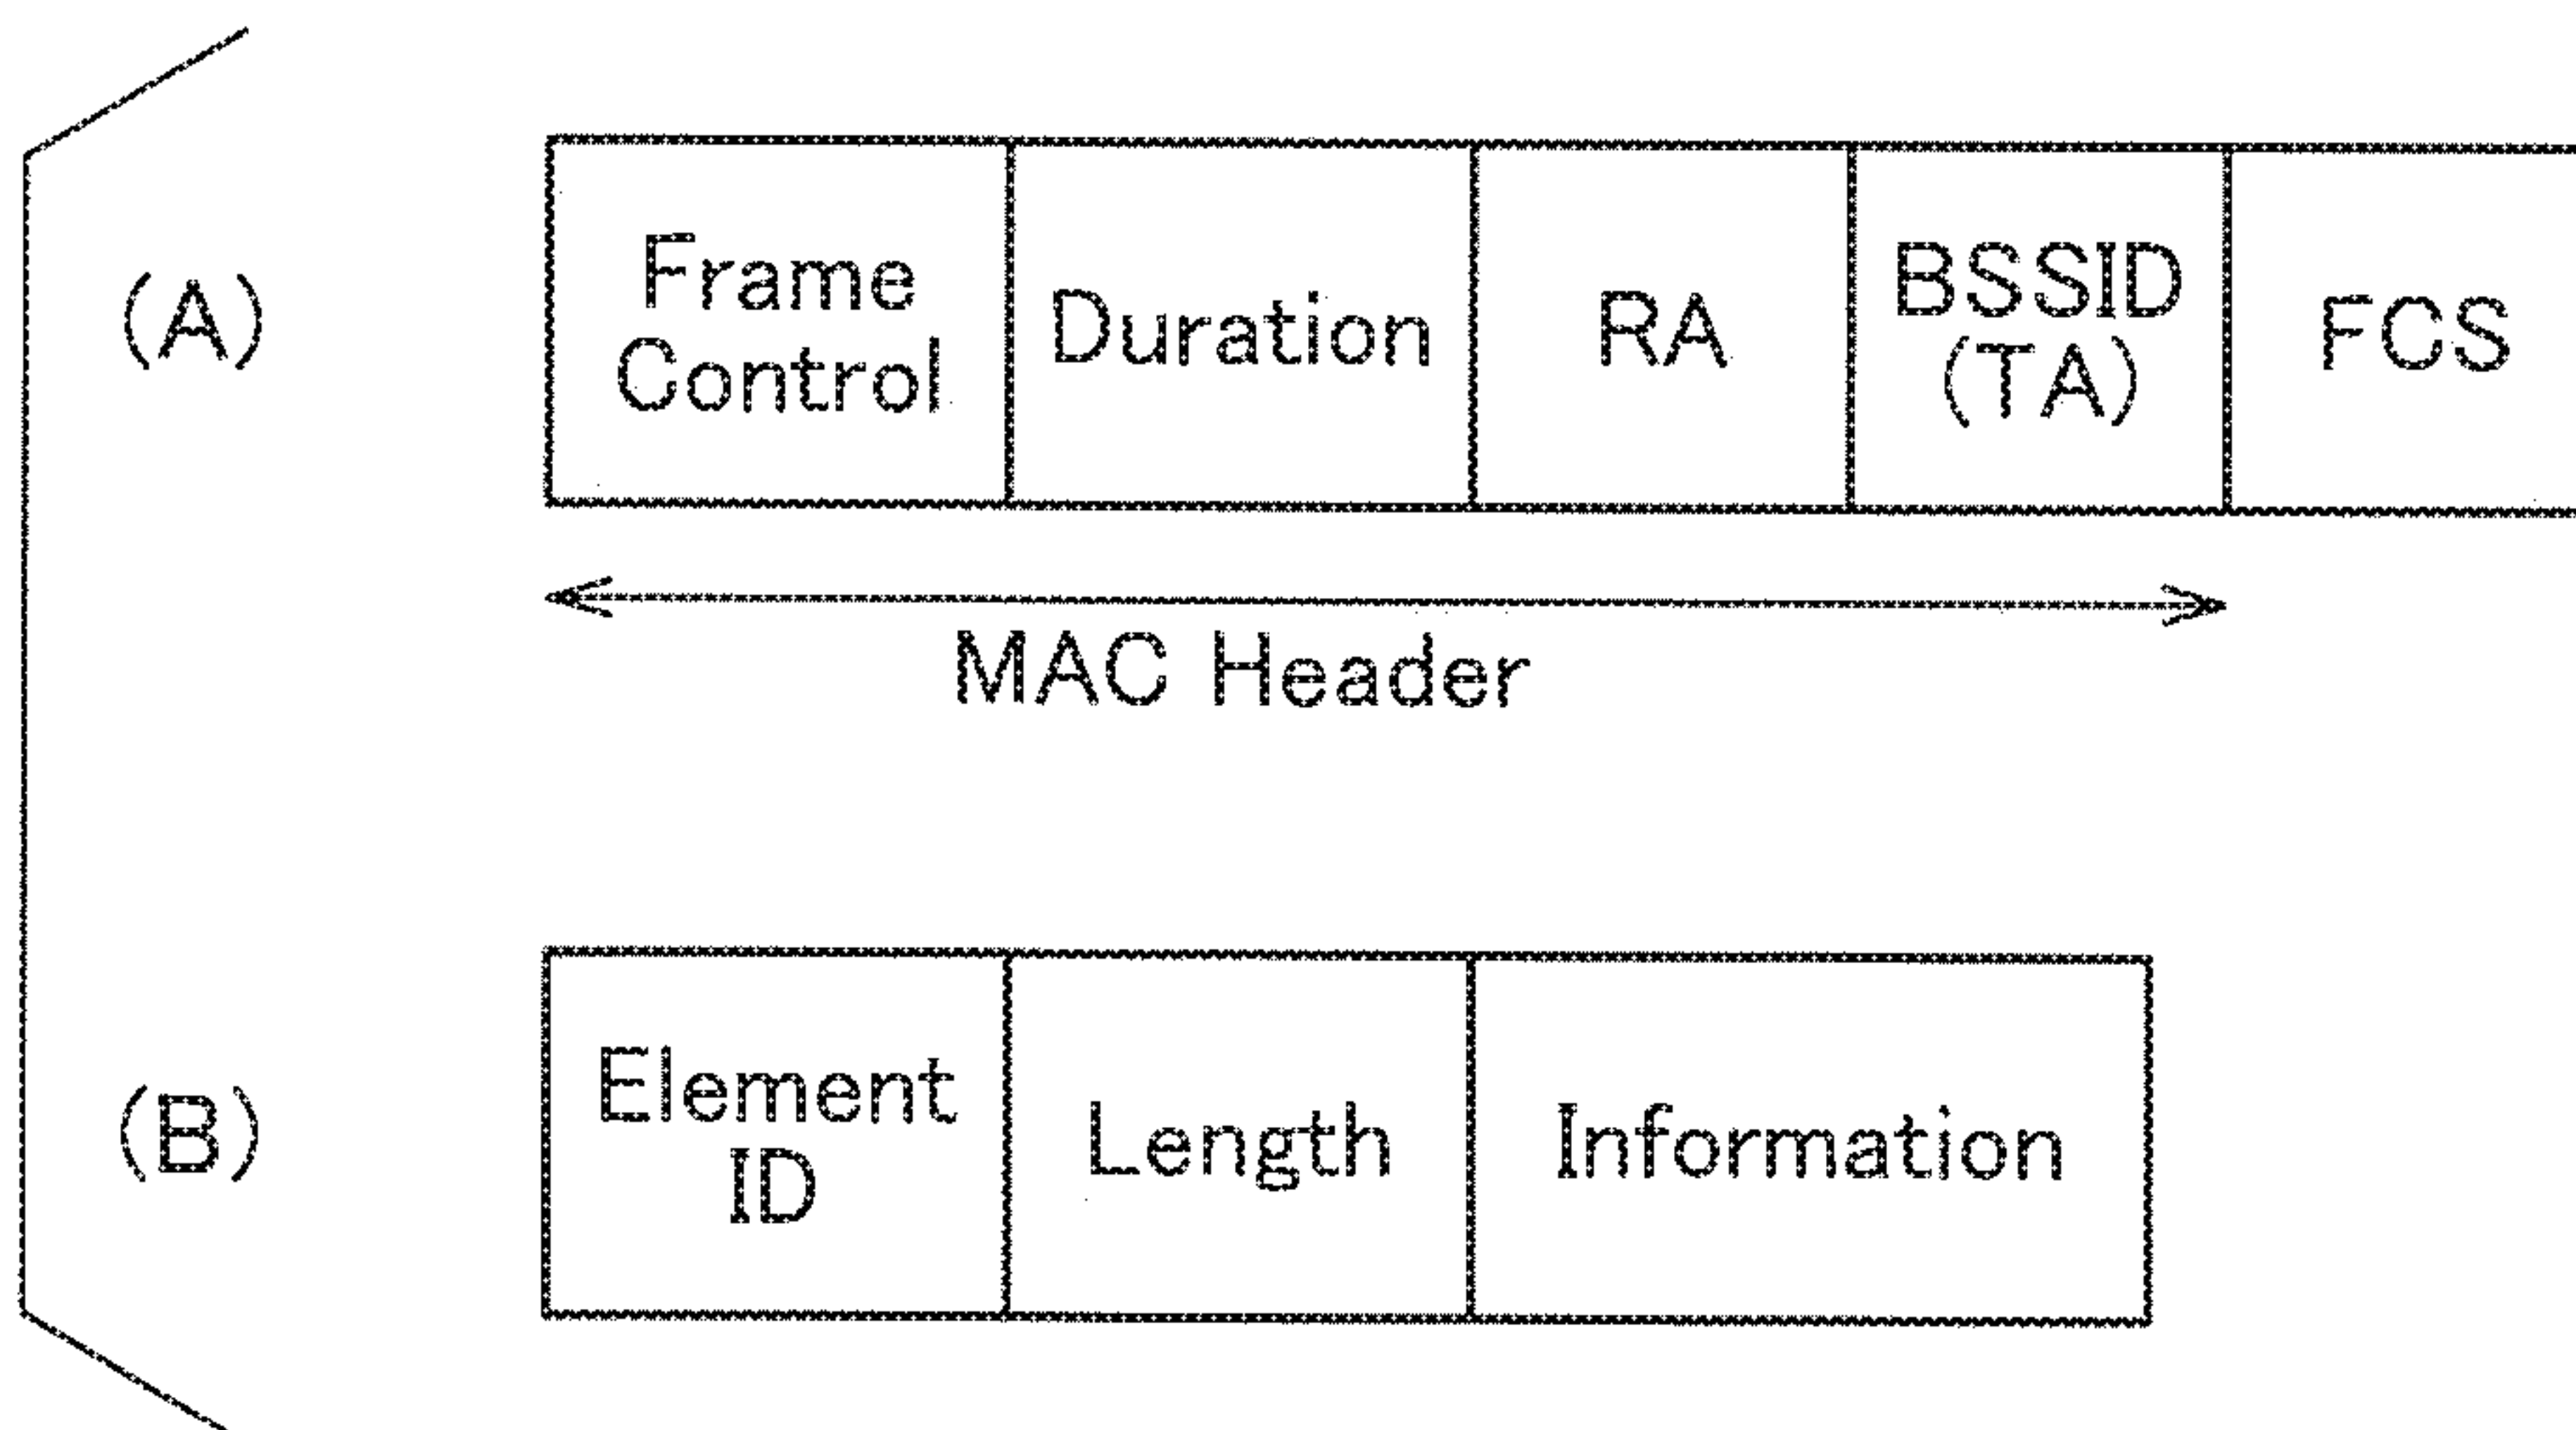 (A)
Frame
Control
Duration
RA
BSSID
(TA)
FCS
MAC Header
(B)
Element
ID
Length
Information